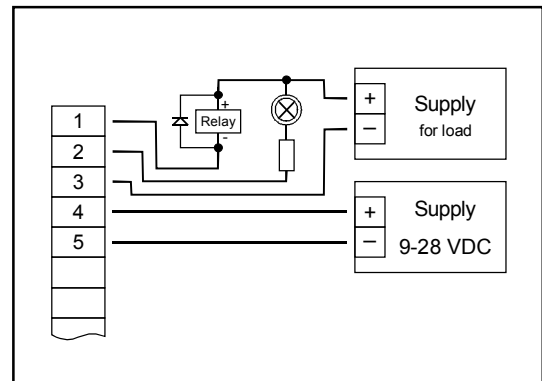 1
2
3
4
5
+
Relay
-
+
−
Supply
for load
+
−
Supply
9-28 VDC